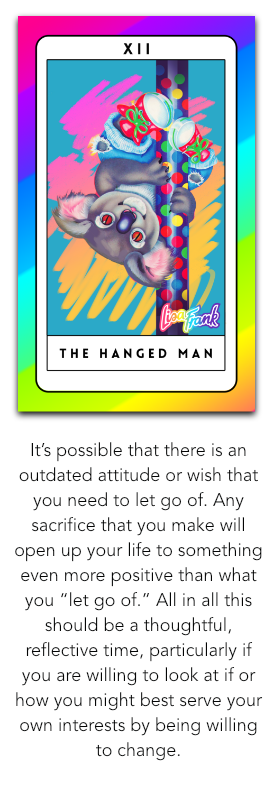 XII
Lisa Frank
THE HANGED MAN
It’s possible that there is an
outdated attitude or wish that
you need to let go of. Any
sacrifice that you make will
open up your life to something
even more positive than what
you “let go of.” All in all this
should be a thoughtful,
reflective time, particularly if
you are willing to look at if or
how you might best serve your
own interests by being willing
to change.